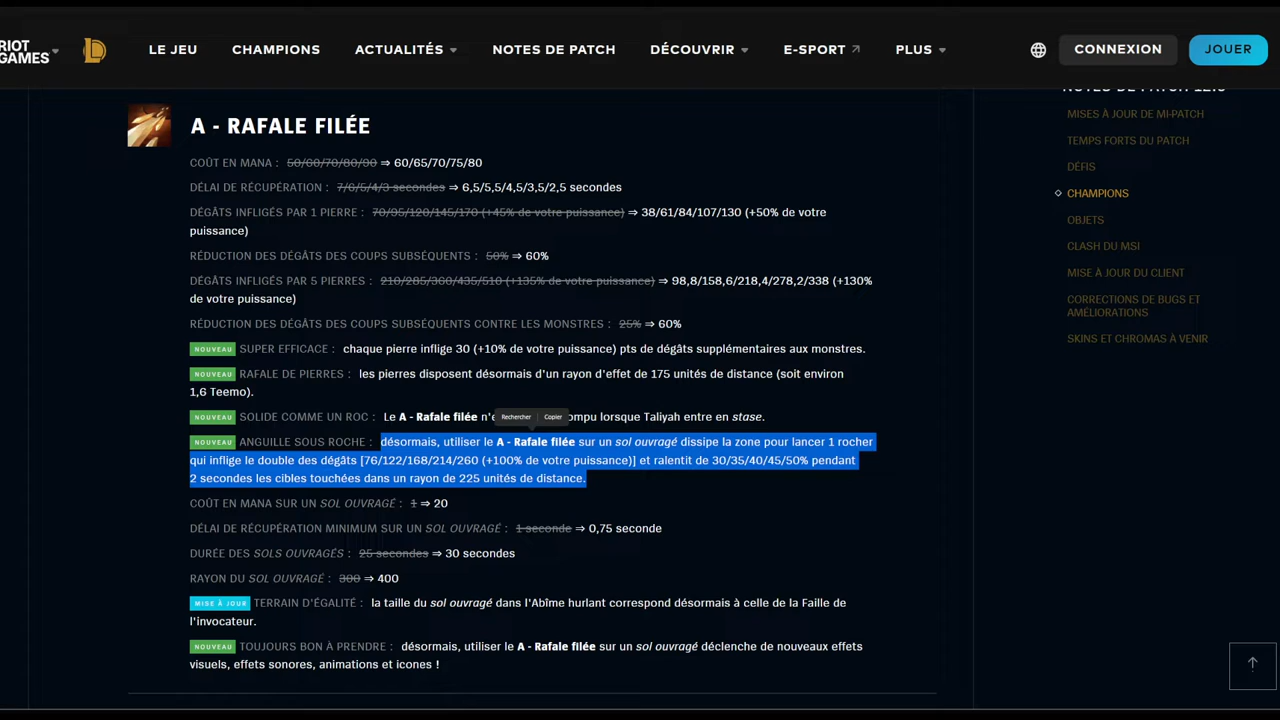 RIOT GAMES LE JEU CHAMPIONS ACTUALITÉS NOTES DE PATCH DÉCOUVRIR E-SPORT PLUS CONNEXION JOUER
A - RAFALE FILÉE
COÛT EN MANA : 50/60/70/80/90 ⇒ 60/65/70/75/80
DÉLAI DE RÉCUPÉRATION : 7/6/5/4/3 secondes ⇒ 6,5/5,5/4,5/3,5/2,5 secondes
DÉGÂTS INFLIGÉS PAR 1 PIERRE : 70/95/120/145/170 (+45% de votre puissance) ⇒ 38/61/84/107/130 (+50% de votre
puissance)
RÉDUCTION DES DÉGÂTS DES COUPS SUBSÉQUENTS : 50% ⇒ 60%
DÉGÂTS INFLIGÉS PAR 5 PIERRES : 210/285/360/435/510 (+135% de votre puissance) ⇒ 98,8/158,6/218,4/278,2/338 (+130%
de votre puissance)
RÉDUCTION DES DÉGÂTS DES COUPS SUBSÉQUENTS CONTRE LES MONSTRES : 25% ⇒ 60%
NOUVEAU SUPER EFFICACE : chaque pierre inflige 30 (+10% de votre puissance) pts de dégâts supplémentaires aux monstres.
NOUVEAU RAFALE DE PIERRES : les pierres disposent désormais d'un rayon d'effet de 175 unités de distance (soit environ
1,6 Teemo).
Rechercher Copier
NOUVEAU SOLIDE COMME UN ROC : Le A - Rafale filée n'e ompu lorsque Taliyah entre en stase.
NOUVEAU ANGUILLE SOUS ROCHE : désormais, utiliser le A - Rafale filée sur un sol ouvragé dissipe la zone pour lancer 1 rocher
qui inflige le double des dégâts [76/122/168/214/260 (+100% de votre puissance)] et ralentit de 30/35/40/45/50% pendant
2 secondes les cibles touchées dans un rayon de 225 unités de distance.
COÛT EN MANA SUR UN SOL OUVRAGÉ : 1 ⇒ 20
DÉLAI DE RÉCUPÉRATION MINIMUM SUR UN SOL OUVRAGÉ : 1 seconde ⇒ 0,75 seconde
DURÉE DES SOLS OUVRAGÉS : 25 secondes ⇒ 30 secondes
RAYON DU SOL OUVRAGÉ : 300 ⇒ 400
MISE À JOUR TERRAIN D'ÉGALITÉ : la taille du sol ouvragé dans l'Abîme hurlant correspond désormais à celle de la Faille de
l'invocateur.
NOUVEAU TOUJOURS BON À PRENDRE : désormais, utiliser le A - Rafale filée sur un sol ouvragé déclenche de nouveaux effets
visuels, effets sonores, animations et icones !
NOTES DE PATCH
MISES À JOUR DE MI-PATCH
TEMPS FORTS DU PATCH
DÉFIS
CHAMPIONS
OBJETS
CLASH DU MSI
MISE À JOUR DU CLIENT
CORRECTIONS DE BUGS ET
AMÉLIORATIONS
SKINS ET CHROMAS À VENIR